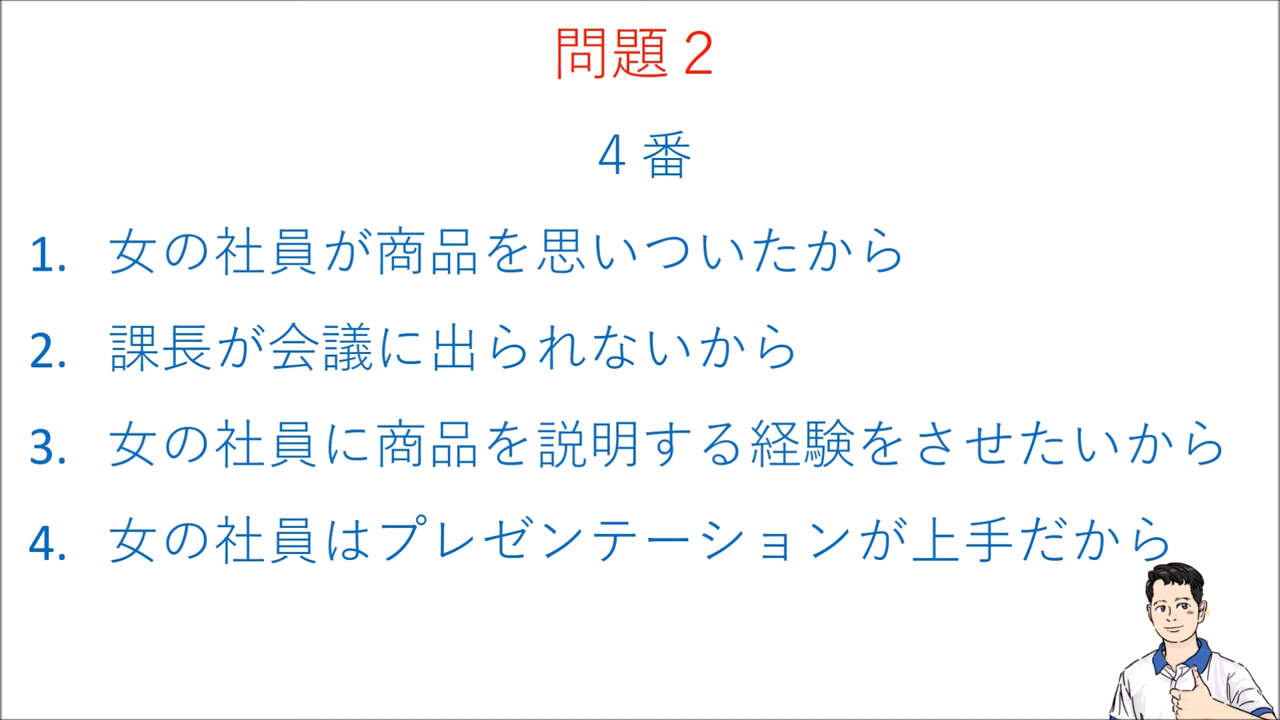 問題２
４番
1. 女の社員が商品を思いついたから
2. 課長が会議に出られないから
3. 女の社員に商品を説明する経験をさせたいから
4. 女の社員はプレゼンテーションが上手だから